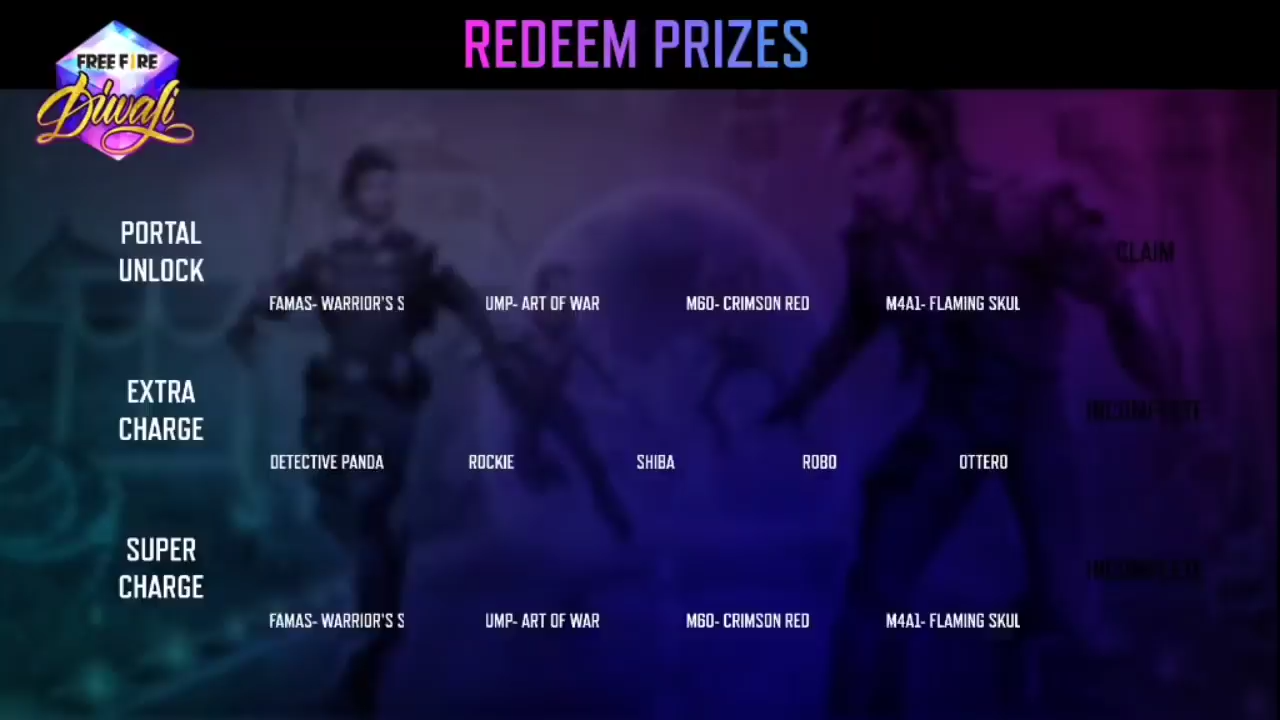 REDEEM PRIZES
FREE FIRE
Diwali
PORTAL
UNLOCK
CLAIM
FAMAS- WARRIOR'S S
UMP- ART OF WAR
M60- CRIMSON RED
M4A1- FLAMING SKUL
EXTRA
CHARGE
DETECTIVE PANDA
ROCKIE
SHIBA
ROBO
OTTERO
SUPER
CHARGE
FAMAS- WARRIOR'S S
UMP- ART OF WAR
M60- CRIMSON RED
M4A1- FLAMING SKUL